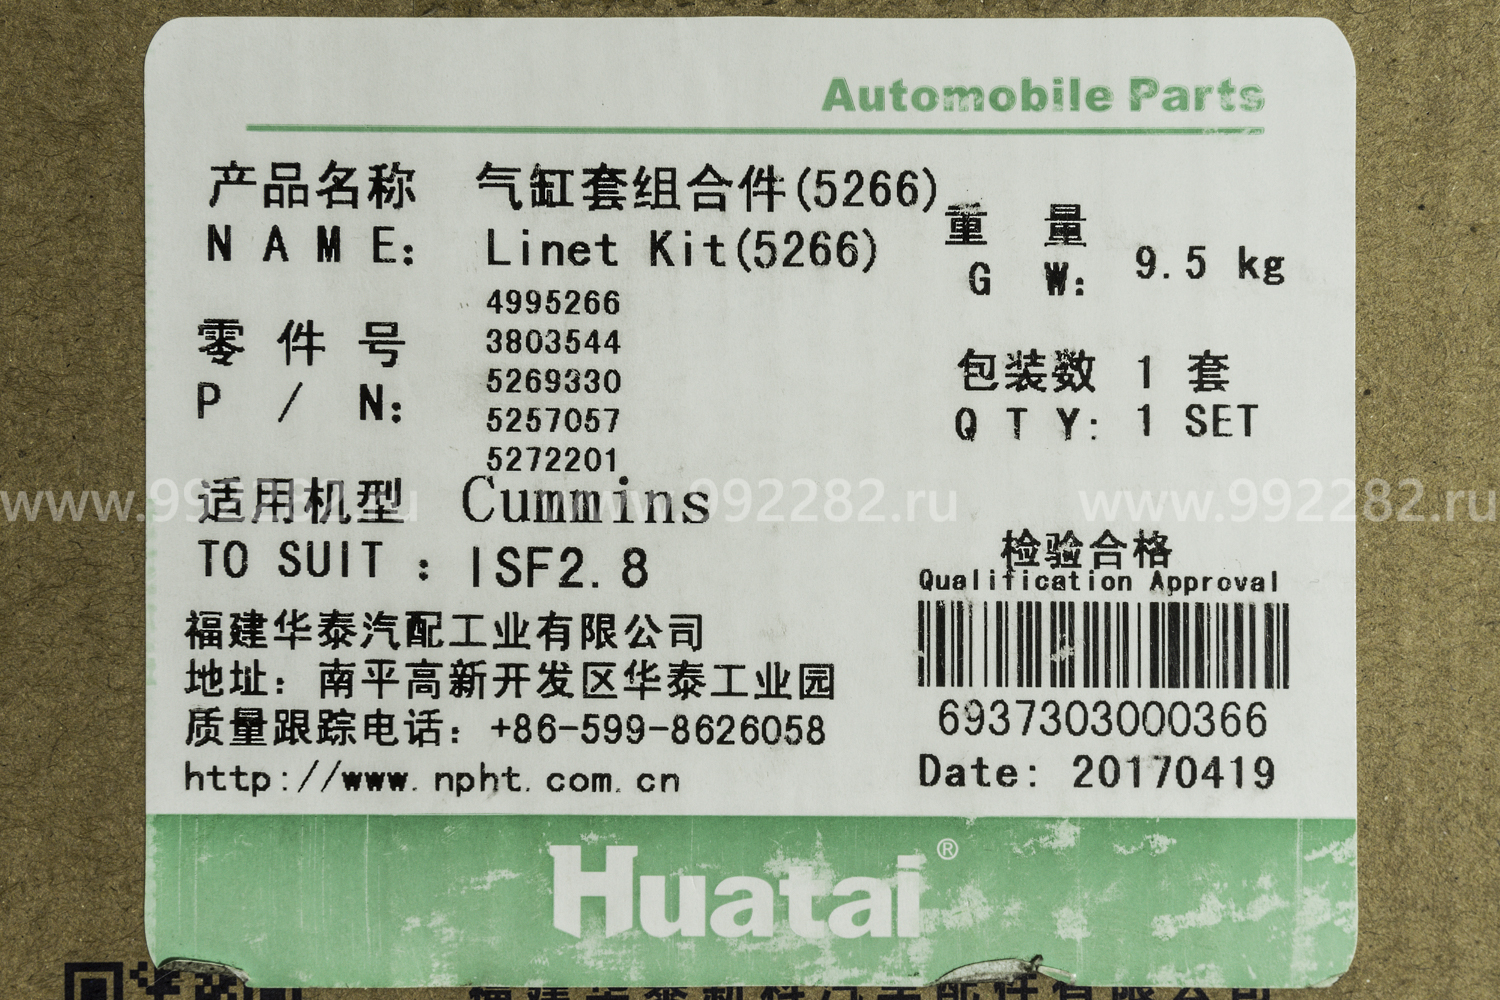 Automobile Parts
产品名称 气缸套组合件(5266)
NAME: Linet Kit(5266)
重量
G W: 9.5 kg
零件号
P/N:
4995266
3803544
5269330
5257057
5272201
包装数 1 套
QTY: 1 SET
适用机型 Cummins
TO SUIT : ISF2.8
www.992282.ru www.992282.ru www.992282.ru
检验合格
Qualification Approval
6937303000366
Date: 20170419
福建华泰汽配工业有限公司
地址: 南平高新开发区华泰工业园
质量跟踪电话: +86-599-8626058
http://www.npht.com.cn
Huatai®